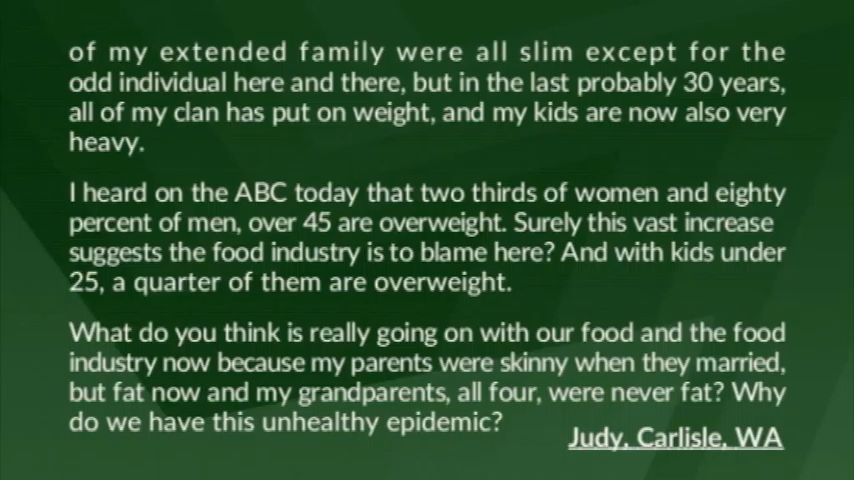 of my extended family were all slim except for the
odd individual here and there, but in the last probably 30 years,
all of my clan has put on weight, and my kids are now also very
heavy.
I heard on the ABC today that two thirds of women and eighty
percent of men, over 45 are overweight. Surely this vast increase
suggests the food industry is to blame here? And with kids under
25, a quarter of them are overweight.
What do you think is really going on with our food and the food
industry now because my parents were skinny when they married,
but fat now and my grandparents, all four, were never fat? Why
do we have this unhealthy epidemic?
Judy, Carlisle, WA